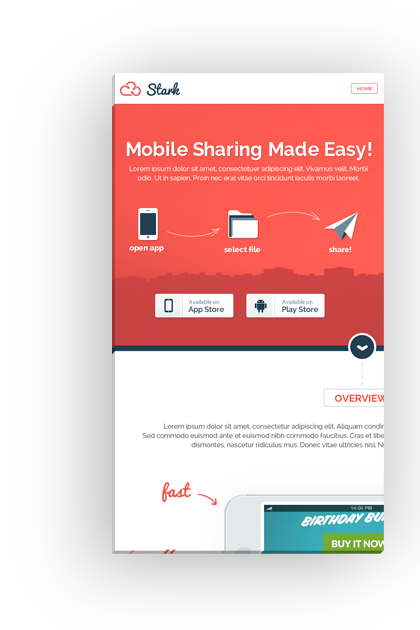 Stark
HOME
Mobile Sharing Made Easy!
Lorem ipsum dolor sit amet, consectetuer adipiscing elit. Vivamus velit. Morbi
odio. Ut in sapien. Proin nec erat vitae orci tincidunt iaculis morbi laoreet.
open app
select file
share!
Available on
App Store
Available on
Play Store
OVERVIEW
Lorem ipsum dolor sit amet, consectetur adipiscing elit. Aliquam
Sed commodo euismod ante et euismod nibh commodo faucibus. Cras et
dismontes, nascetur ridiculus mus. Donec vitae ultricies nisl.
fast
14:06 PM
BIRTHDAY
BUY IT NOW